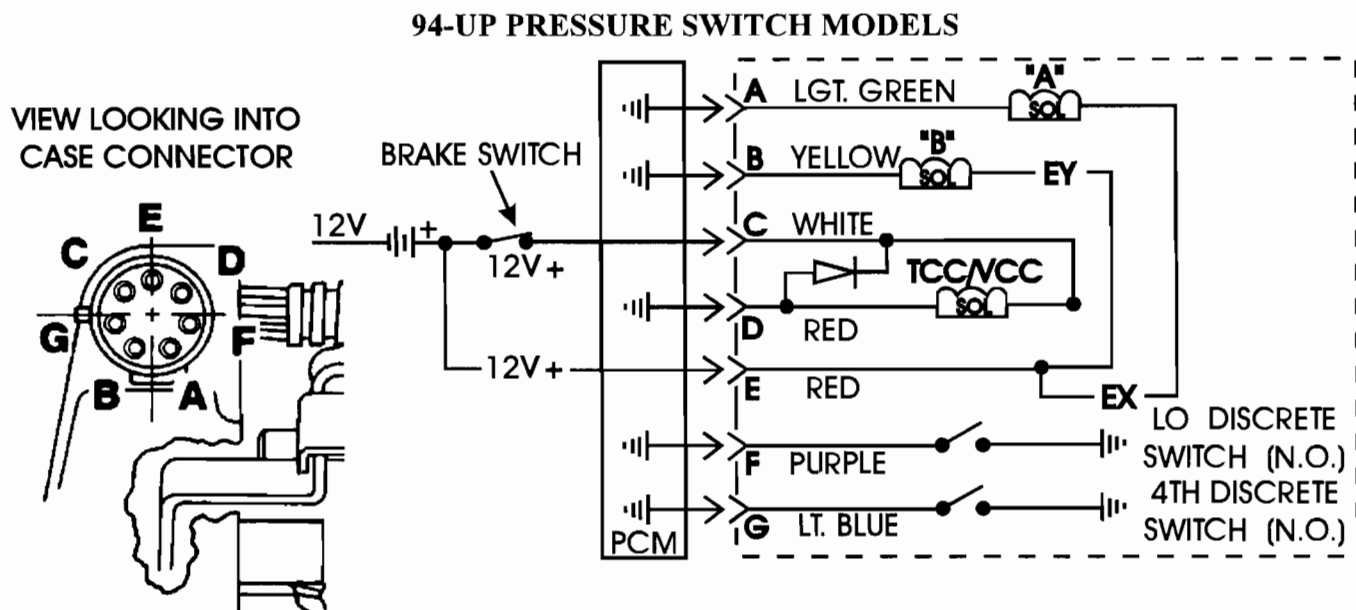 94-UP PRESSURE SWITCH MODELS
VIEW LOOKING INTO
CASE CONNECTOR
E
C
D
G
F
B
A
BRAKE SWITCH
12V
+
12V +
12V +
PCM
A LGT. GREEN
"A"
SOL
B YELLOW
"B"
SOL
EY
C WHITE
TCC/VCC
SOL
D RED
E RED
EX
F PURPLE
LO DISCRETE
SWITCH (N.O.)
G LT. BLUE
4TH DISCRETE
SWITCH (N.O.)